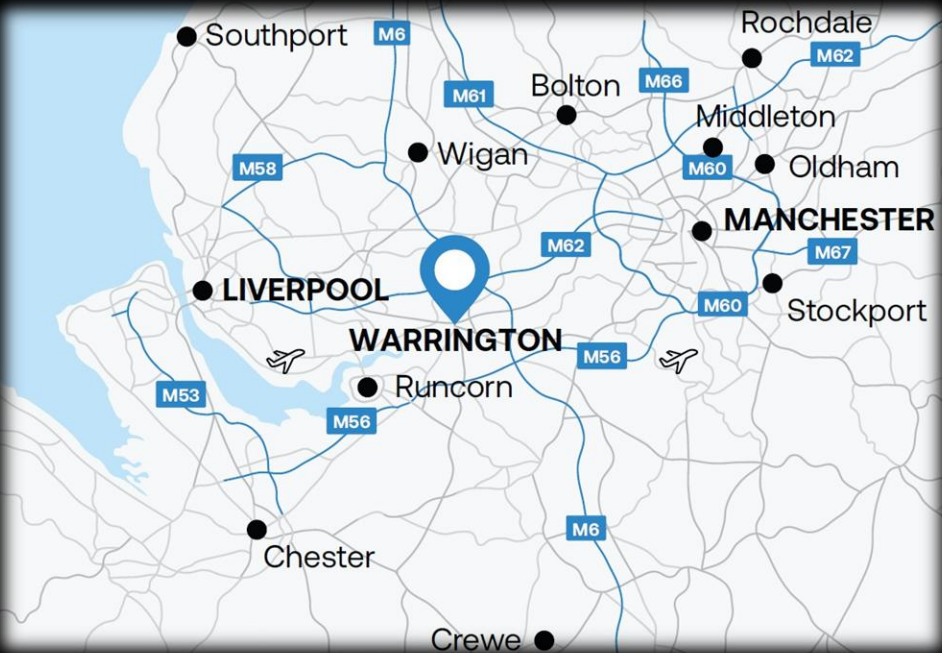 Rochdale
Southport
M6
M62
Bolton
M66
M61
Middleton
Wigan
M58
M60
Oldham
MANCHESTER
M62
M67
LIVERPOOL
M60
Stockport
WARRINGTON
M56
Runcorn
M53
M56
M6
Chester
Crewe